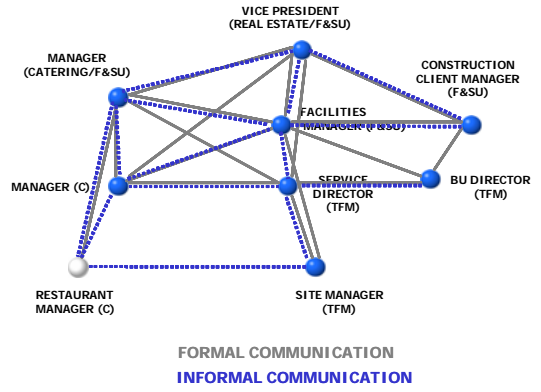 VICE PRESIDENT
(REAL ESTATE/F&SU)
MANAGER
(CATERING/F&SU)
CONSTRUCTION
CLIENT MANAGER
(F&SU)
FACILITIES
MANAGER (F&SU)
MANAGER (C)
SERVICE
DIRECTOR
(TFM)
BU DIRECTOR
(TFM)
RESTAURANT
MANAGER (C)
SITE MANAGER
(TFM)
FORMAL COMMUNICATION
INFORMAL COMMUNICATION